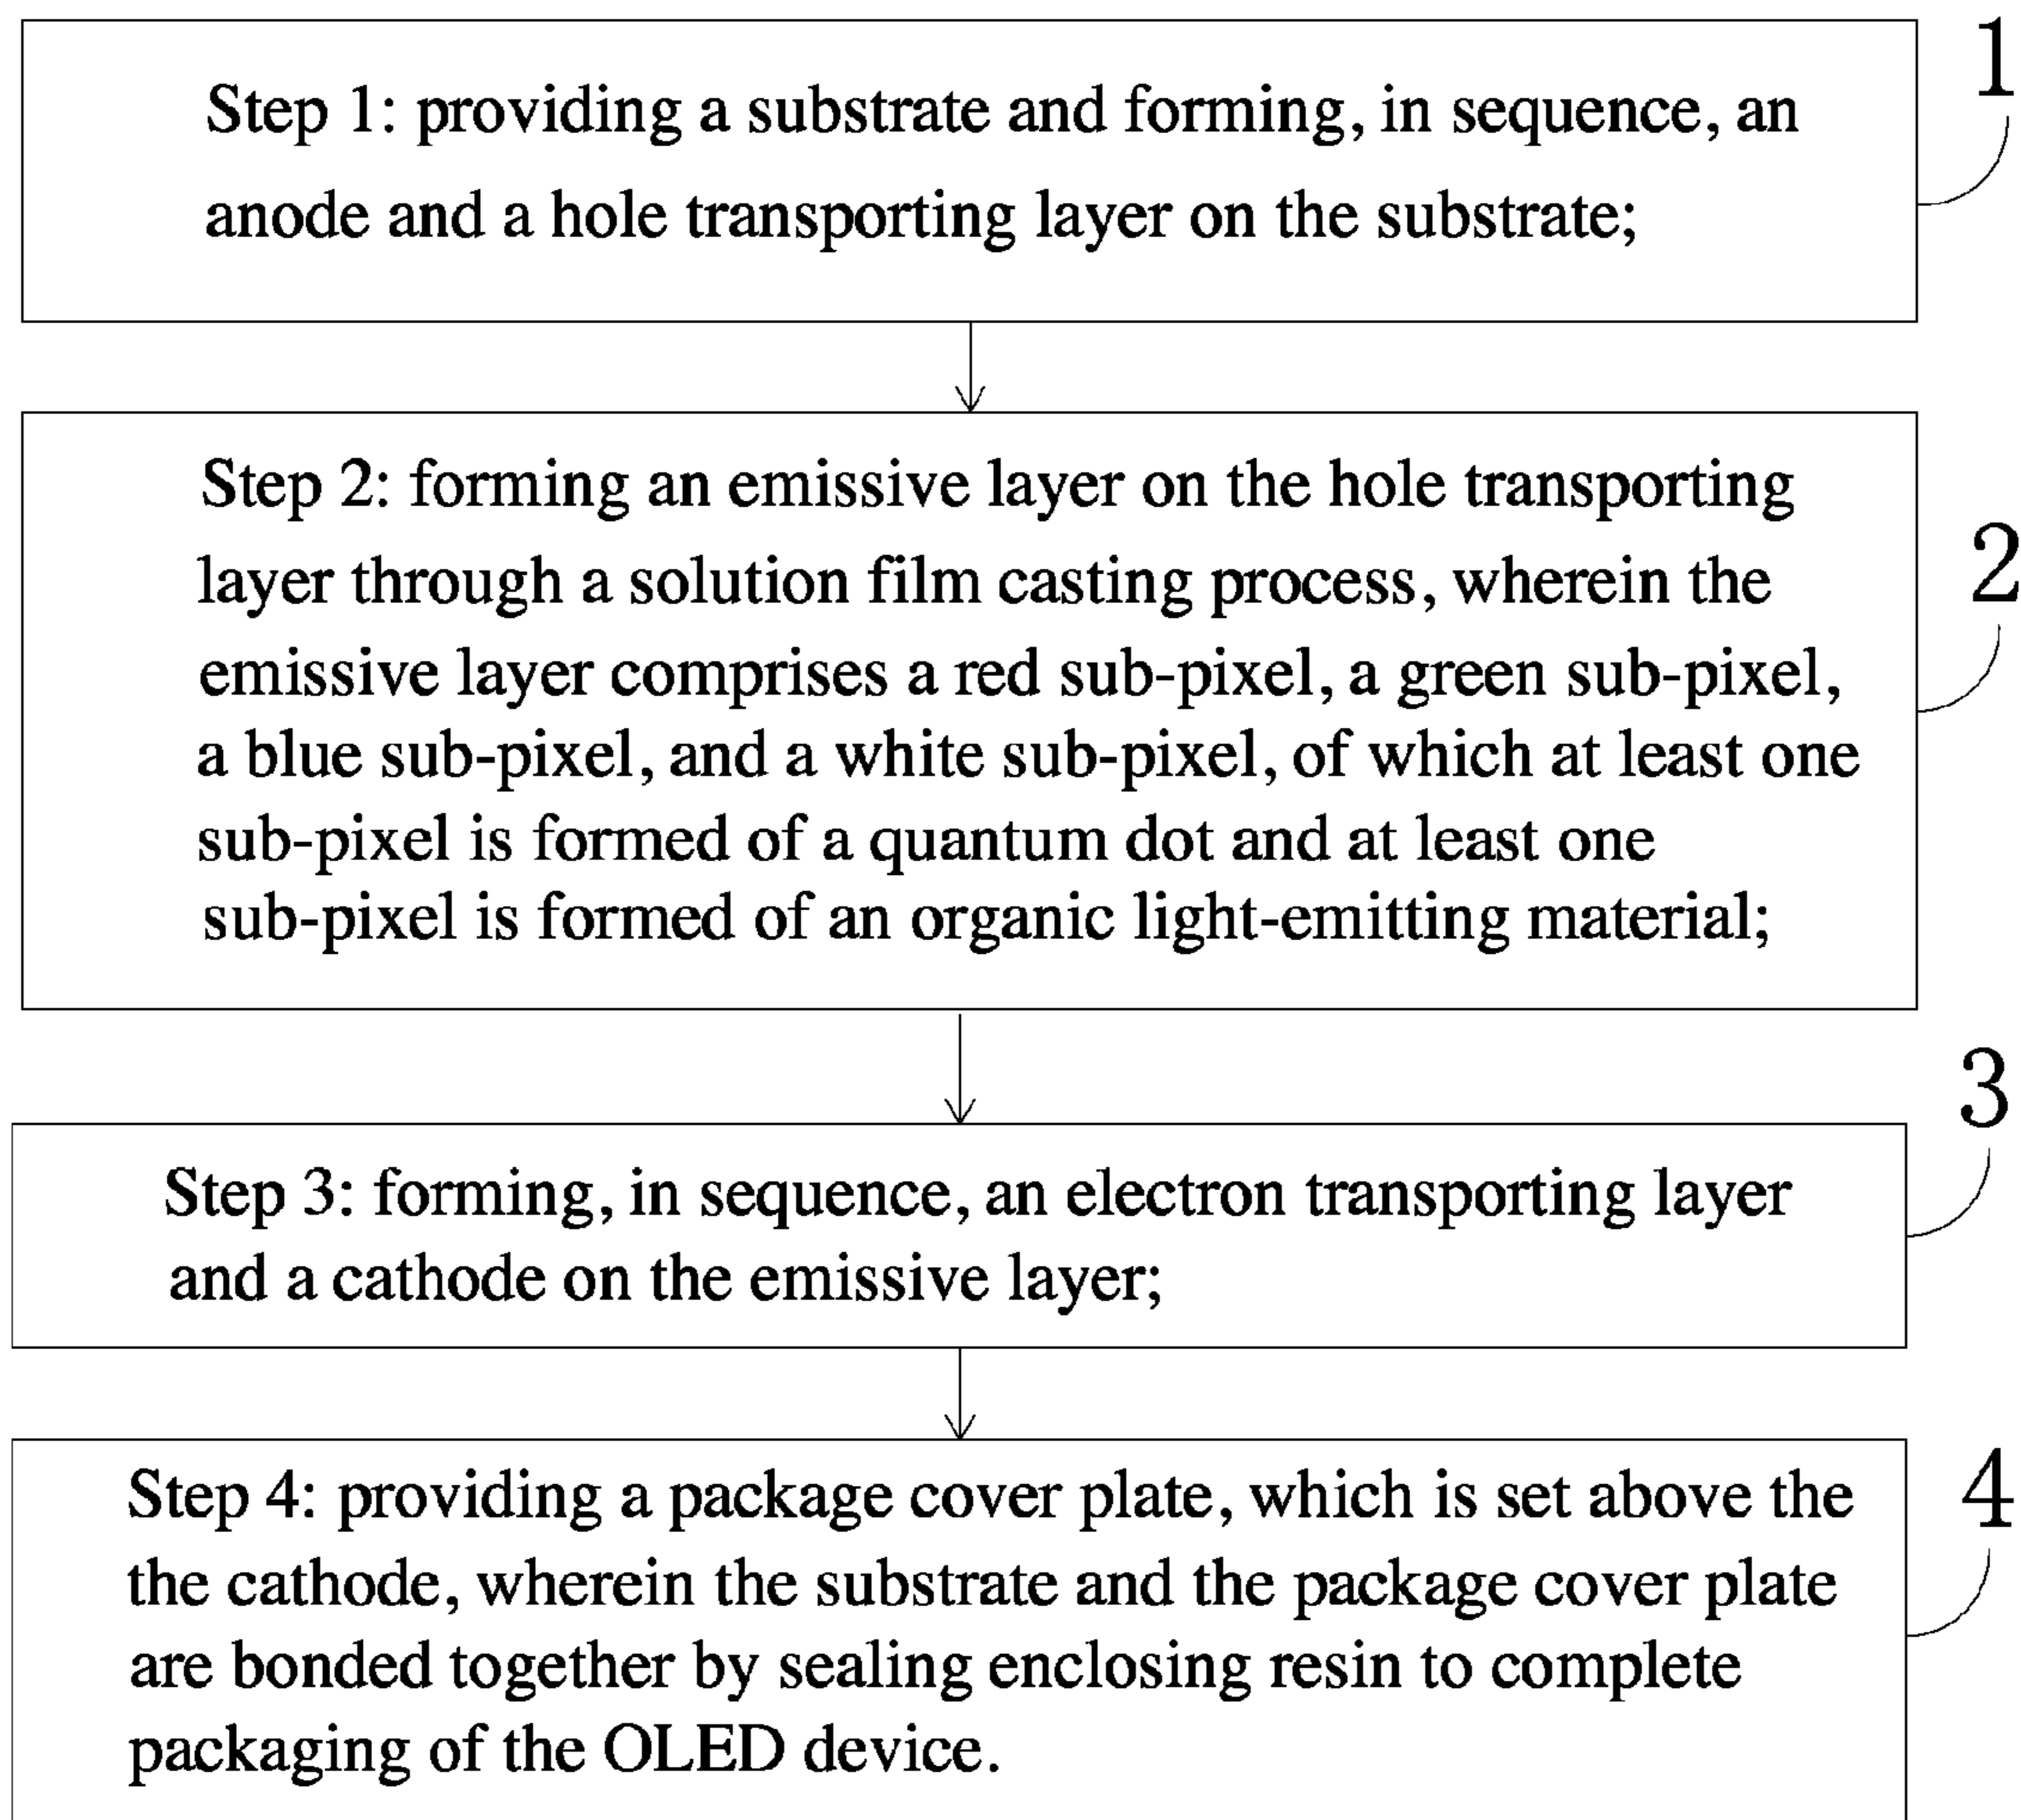 1
Step 1: providing a substrate and forming, in sequence, an
anode and a hole transporting layer on the substrate;
Step 2: forming an emissive layer on the hole transporting
layer through a solution film casting process, wherein the
2
emissive layer comprises a red sub-pixel, a green sub-pixel,
a blue sub-pixel, and a white sub-pixel, of which at least one
sub-pixel is formed of a quantum dot and at least one
sub-pixel is formed of an organic light-emitting material;
3
Step 3: forming, in sequence, an electron transporting layer
and a cathode on the emissive layer;
Step 4: providing a package cover plate, which is set above the
4
the cathode, wherein the substrate and the package cover plate
are bonded together by sealing enclosing resin to complete
packaging of the OLED device.